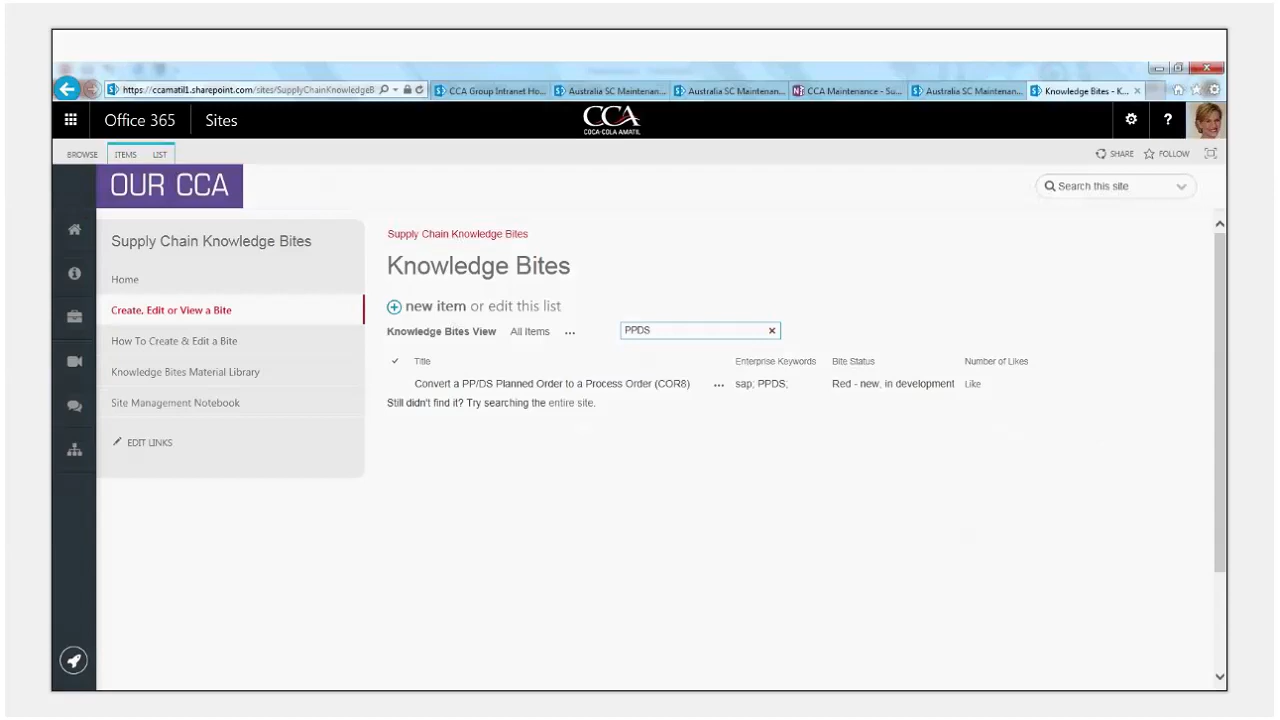 https://ccamatil1.sharepoint.com/sites/SupplyChainKnowledgeB
CCA Group Intranet Ho...
Australia SC Maintenan...
Australia SC Maintenan...
CCA Maintenance - Su...
Australia SC Maintenan...
Knowledge Bites - K...
Office 365
Sites
CCA
COCA-COLA AMATIL
?
BROWSE
ITEMS
LIST
SHARE
FOLLOW
OUR CCA
Search this site
Supply Chain Knowledge Bites
Home
Create, Edit or View a Bite
How To Create & Edit a Bite
Knowledge Bites Material Library
Site Management Notebook
EDIT LINKS
Supply Chain Knowledge Bites
Knowledge Bites
new item or edit this list
Knowledge Bites View All Items ...
PPDS
Title Enterprise Keywords Bite Status Number of Likes
Convert a PP/DS Planned Order to a Process Order (COR8) ... sap; PPDS; Red - new, in development Like
Still didn't find it? Try searching the entire site.